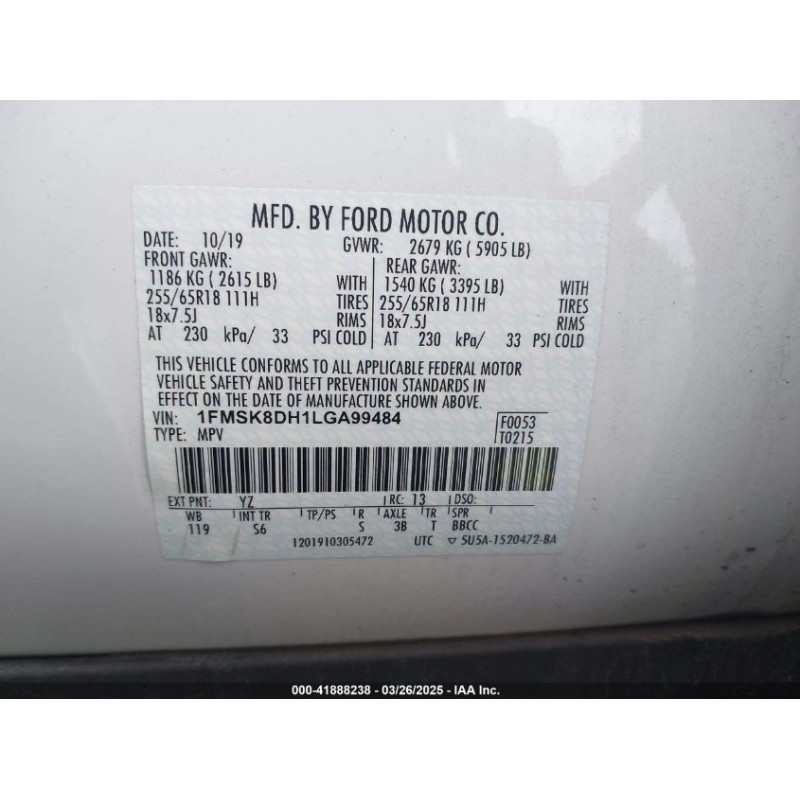 MFD. BY FORD MOTOR CO.
DATE: 10/19 GVWR: 2679 KG ( 5905 LB)
FRONT GAWR: REAR GAWR:
1186 KG ( 2615 LB) WITH 1540 KG ( 3395 LB) WITH
255/65R18 111H TIRES 255/65R18 111H TIRES
18x7.5J RIMS 18x7.5J RIMS
AT 230 kPa/ 33 PSI COLD AT 230 kPa/ 33 PSI COLD
THIS VEHICLE CONFORMS TO ALL APPLICABLE FEDERAL MOTOR
VEHICLE SAFETY AND THEFT PREVENTION STANDARDS IN
EFFECT ON THE DATE OF MANUFACTURE SHOWN ABOVE.
VIN: 1FMSK8DH1LGA99484 F0053
TYPE: MPV T0215
EXT PNT: YZ RC: 13 DSO:
WB INT TR TP/PS R AXLE TR SPR
119 S6 S 3B T BBCC
1201910305472 UTC ▽ 5U5A-1520472-BA
000-41888238 - 03/26/2025 - IAA Inc.